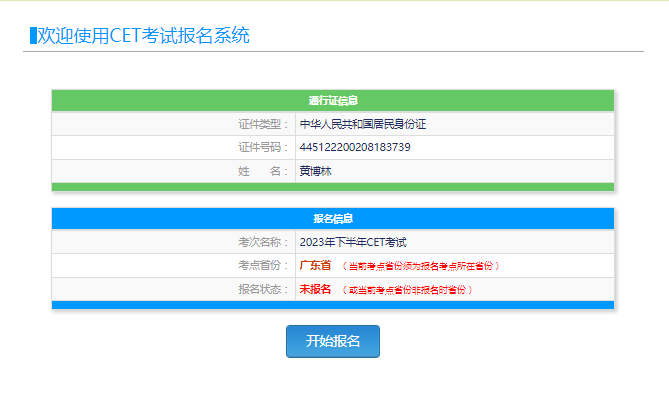 欢迎使用CET考试报名系统
通行证信息
证件类型： 中华人民共和国居民身份证
证件号码： 445122200208183739
姓 名： 黄博林
报名信息
考次名称： 2023年下半年CET考试
考点省份： 广东省 （当前考点省份须为报名考点所在省份）
报名状态： 未报名 （或当前考点省份非报名时省份）
开始报名